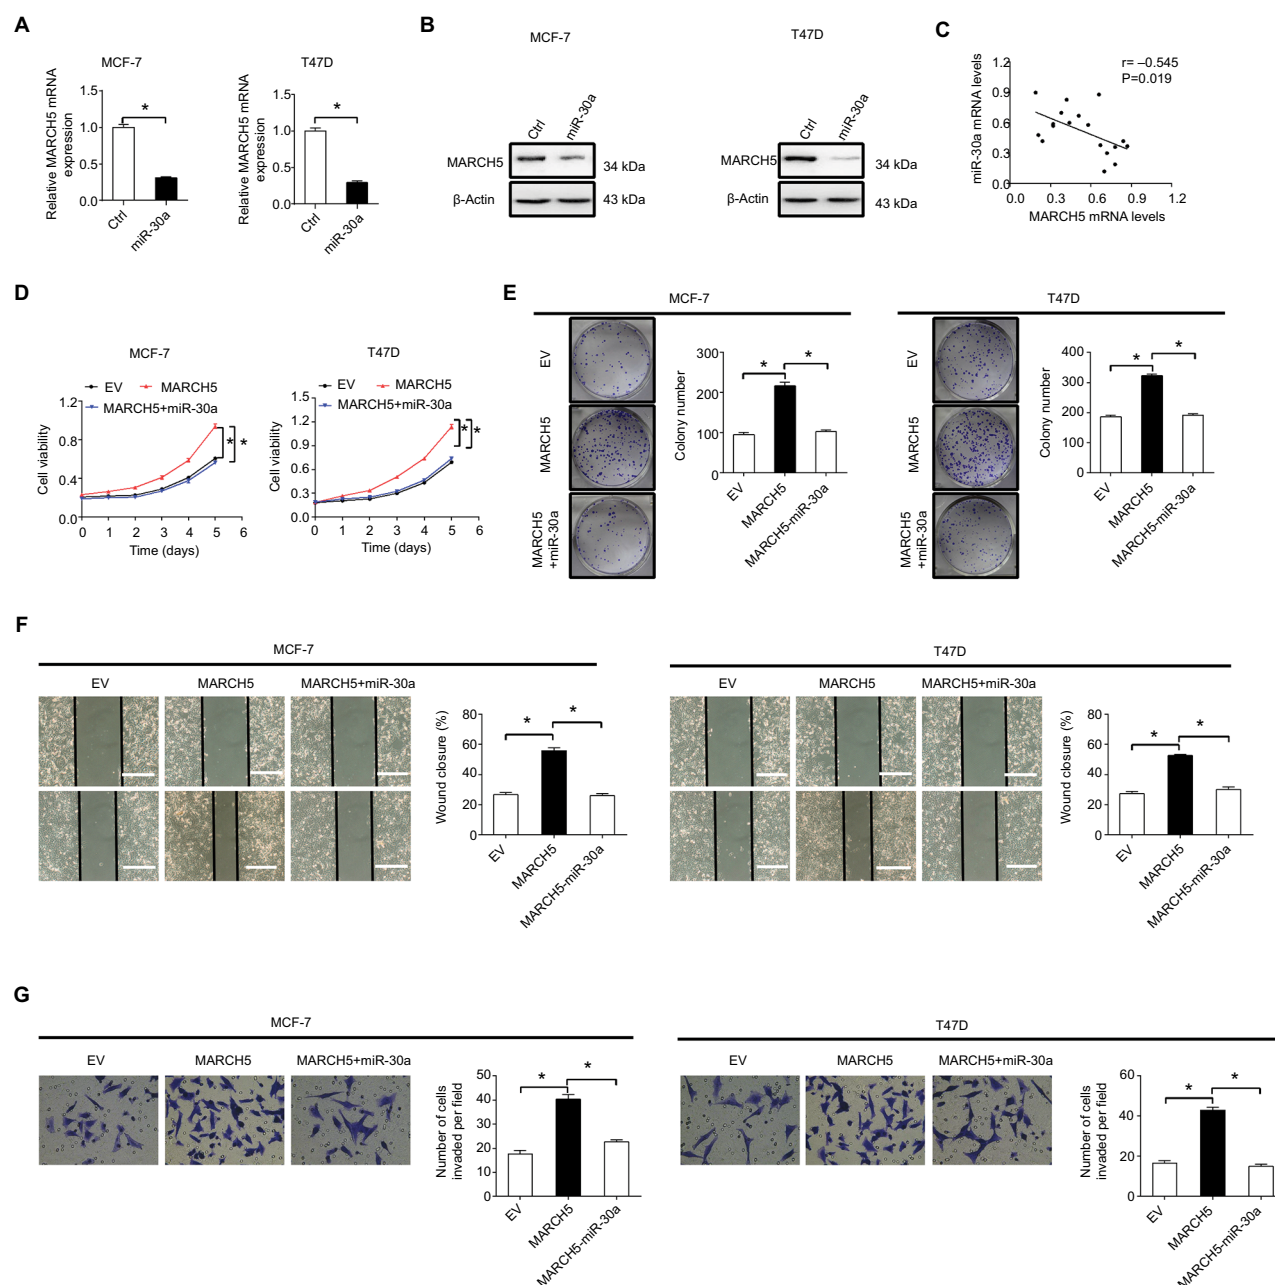 A
MCF-7
Relative MARCH5 mRNA
expression
1.5
1.0
0.5
0.0
*
Ctrl
miR-30a
T47D
Relative MARCH5 mRNA
expression
1.5
1.0
0.5
0.0
*
Ctrl
miR-30a
B
MCF-7
Ctrl
miR-30a
MARCH5
34 kDa
β-Actin
43 kDa
T47D
Ctrl
miR-30a
MARCH5
34 kDa
β-Actin
43 kDa
C
miR-30a mRNA levels
1.2
0.9
0.6
0.3
0.0
r= –0.545
P=0.019
0.0 0.3 0.6 0.9 1.2
MARCH5 mRNA levels
D
MCF-7
EV MARCH5
MARCH5+miR-30a
Cell viability
1.2
0.8
0.4
0.0
* *
0 1 2 3 4 5 6
Time (days)
T47D
EV MARCH5
MARCH5+miR-30a
Cell viability
1.5
1.2
0.9
0.6
0.3
0.0
* *
0 1 2 3 4 5 6
Time (days)
E
MCF-7
EV
MARCH5
MARCH5
+miR-30a
Colony number
300
200
100
0
* *
EV
MARCH5
MARCH5-miR-30a
T47D
EV
MARCH5
MARCH5
+miR-30a
Colony number
400
300
200
100
0
* *
EV
MARCH5
MARCH5-miR-30a
F
MCF-7
EV MARCH5 MARCH5+miR-30a
Wound closure (%)
80
60
40
20
0
* *
EV
MARCH5
MARCH5-miR-30a
T47D
EV MARCH5 MARCH5+miR-30a
Wound closure (%)
80
60
40
20
0
* *
EV
MARCH5
MARCH5-miR-30a
G
MCF-7
EV MARCH5 MARCH5+miR-30a
Number of cells
invaded per field
50
40
30
20
10
0
* *
EV
MARCH5
MARCH5-miR-30a
T47D
EV MARCH5 MARCH5+miR-30a
Number of cells
invaded per field
60
40
20
0
* *
EV
MARCH5
MARCH5-miR-30a